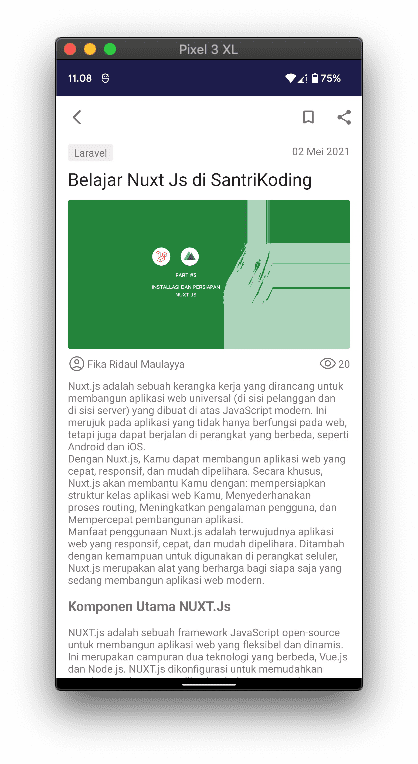 Pixel 3 XL
11.08
75%
Laravel
02 Mei 2021
Belajar Nuxt Js di SantriKoding
PART #5
INSTALLASI DAN PERSIAPAN
NUXT JS
Fika Ridaul Maulayya
20
Nuxt.js adalah sebuah kerangka kerja yang dirancang untuk
membangun aplikasi web universal (di sisi pelanggan dan
di sisi server) yang dibuat di atas JavaScript modern. Ini
merujuk pada aplikasi yang tidak hanya berfungsi pada web,
tetapi juga dapat berjalan di perangkat yang berbeda, seperti
Android dan iOS.
Dengan Nuxt.js, Kamu dapat membangun aplikasi web yang
cepat, responsif, dan mudah dipelihara. Secara khusus,
Nuxt.js akan membantu Kamu dengan: mempersiapkan
struktur kelas aplikasi web Kamu, Menyederhanakan
proses routing, Meningkatkan pengalaman pengguna, dan
Mempercepat pembangunan aplikasi.
Manfaat penggunaan Nuxt.js adalah terwujudnya aplikasi
web yang responsif, cepat, dan mudah dipelihara. Ditambah
dengan kemampuan untuk digunakan di perangkat seluler,
Nuxt.js merupakan alat yang berharga bagi siapa saja yang
sedang membangun aplikasi web modern.
Komponen Utama NUXT.Js
NUXT.js adalah sebuah framework JavaScript open-source
untuk membangun aplikasi web yang fleksibel dan dinamis.
Ini merupakan campuran dua teknologi yang berbeda, Vue.js
dan Node.js. NUXT.js dikonfigurasi untuk memudahkan